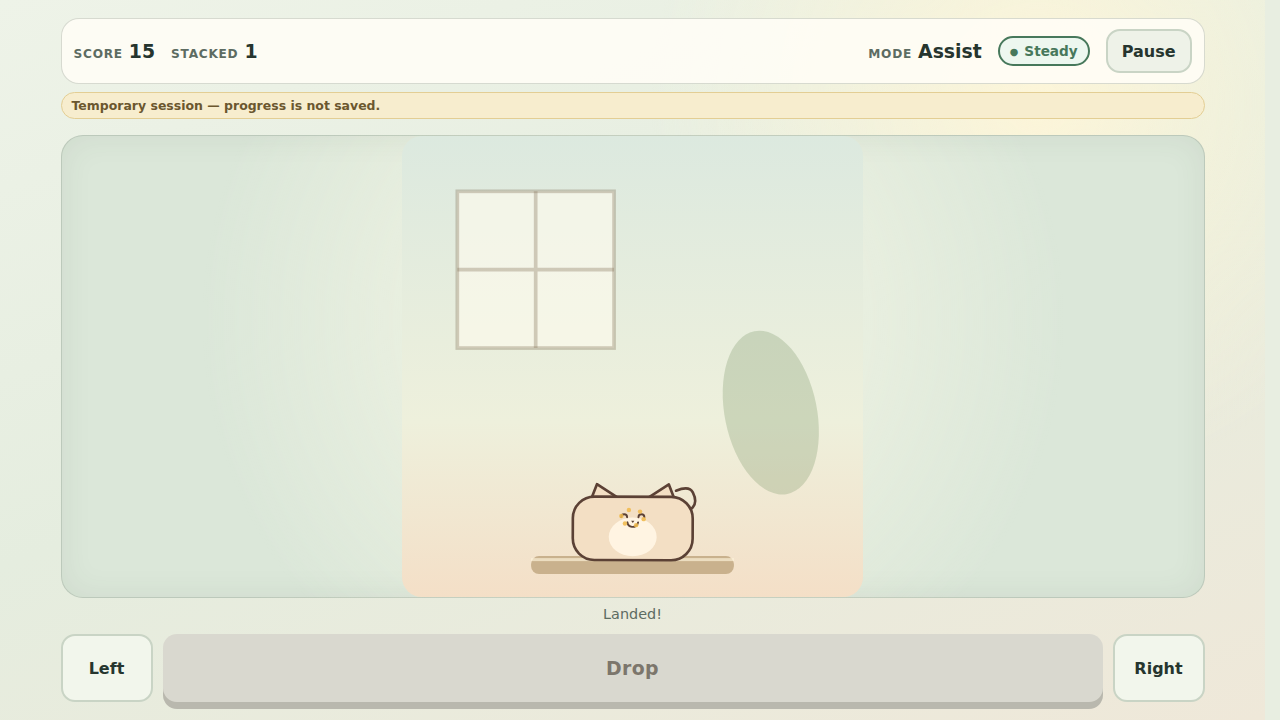 SCORE 15 STACKED 1 MODE Assist ● Steady Pause
Temporary session — progress is not saved.
Landed!
Left Drop Right